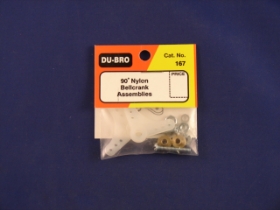 DU-BRO
Cat. No.
167
PRICE
90° Nylon
Bellcrank
Assemblies